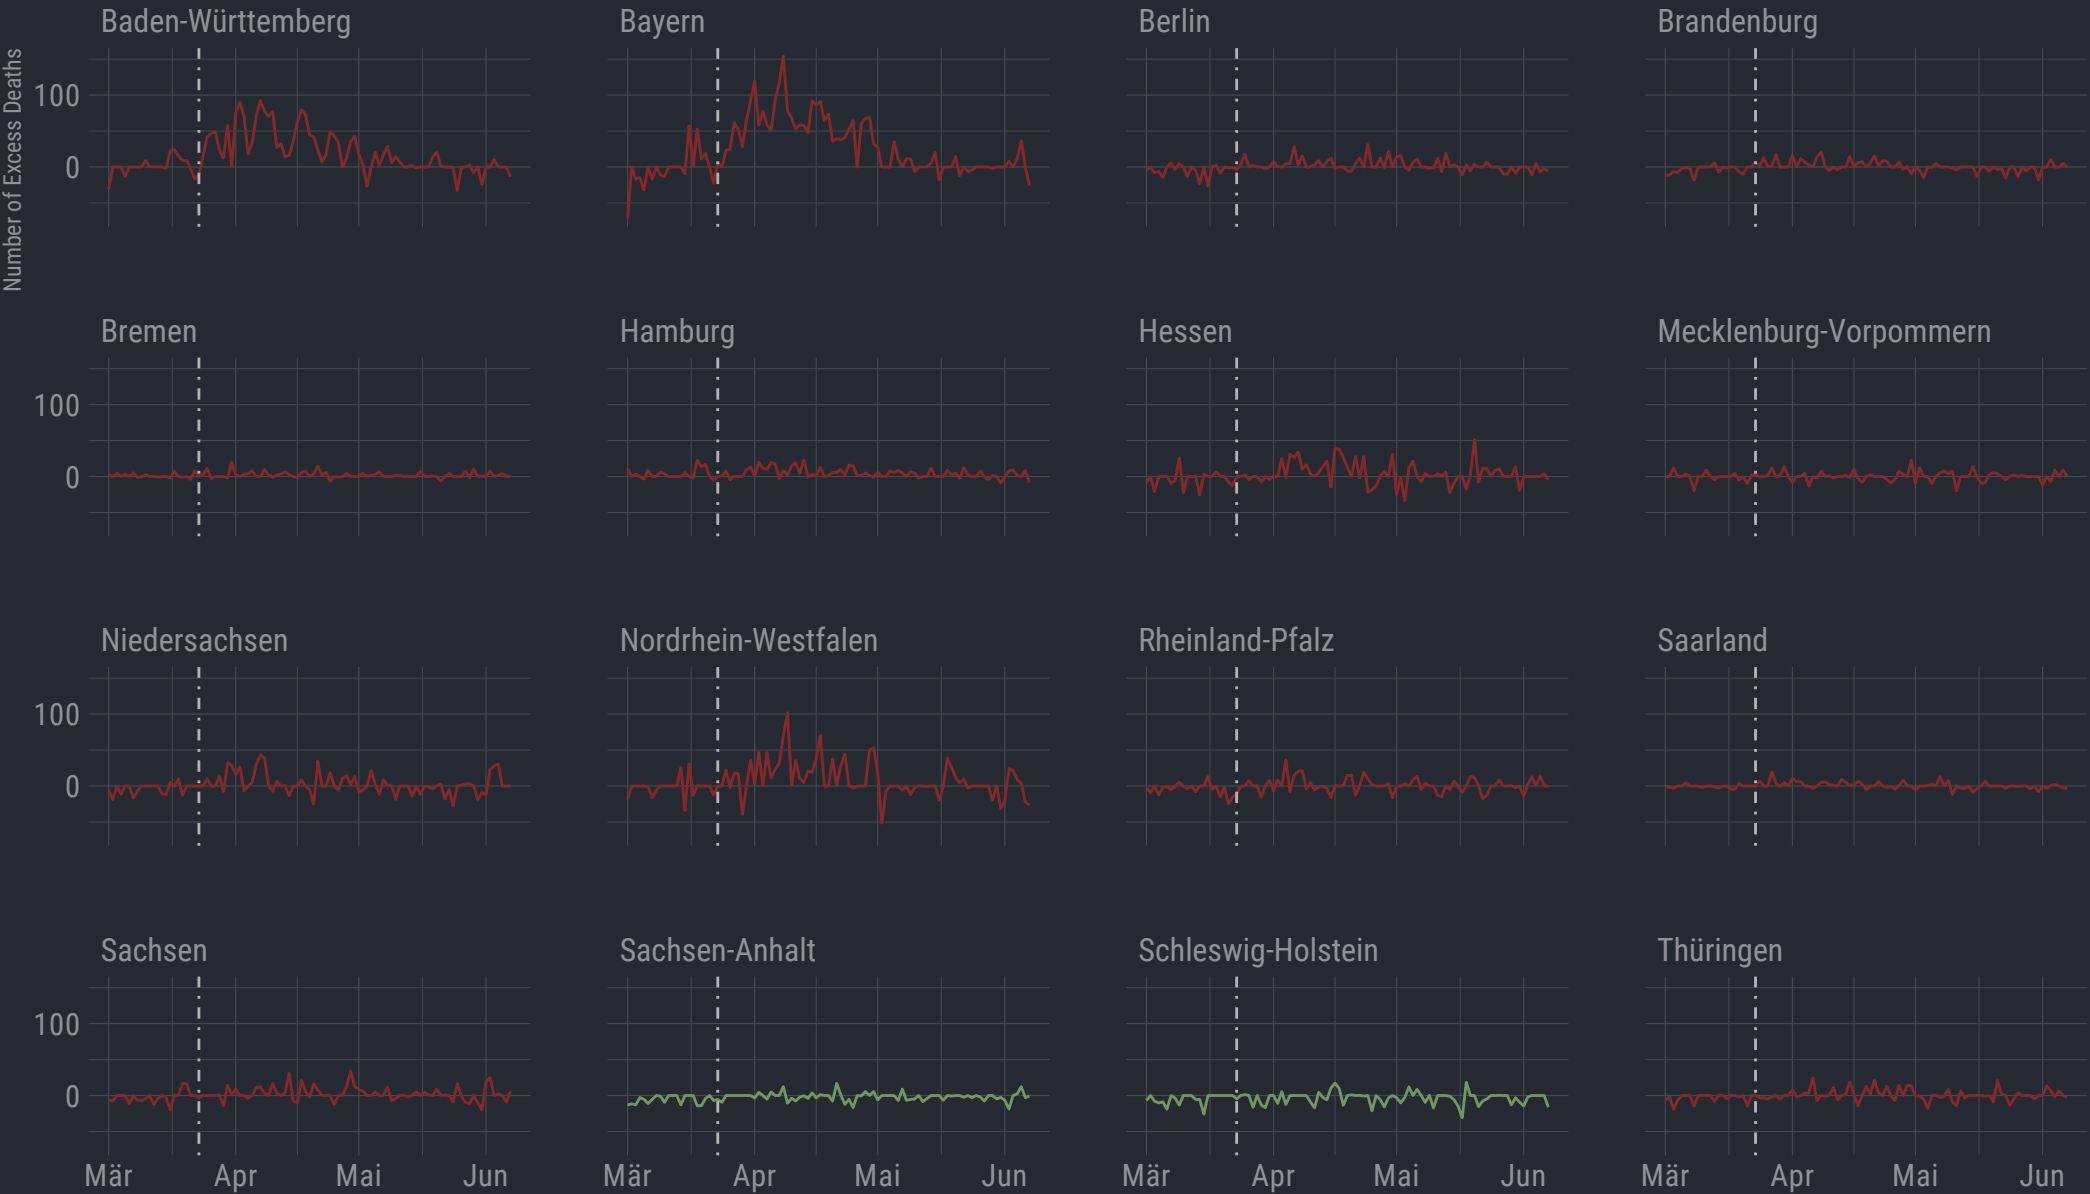 Baden-Württemberg
Bayern
Berlin
Brandenburg
Number of Excess Deaths
100
0
Bremen
Hamburg
Hessen
Mecklenburg-Vorpommern
100
0
Niedersachsen
Nordrhein-Westfalen
Rheinland-Pfalz
Saarland
100
0
Sachsen
Sachsen-Anhalt
Schleswig-Holstein
Thüringen
100
0
Mär Apr Mai Jun
Mär Apr Mai Jun
Mär Apr Mai Jun
Mär Apr Mai Jun